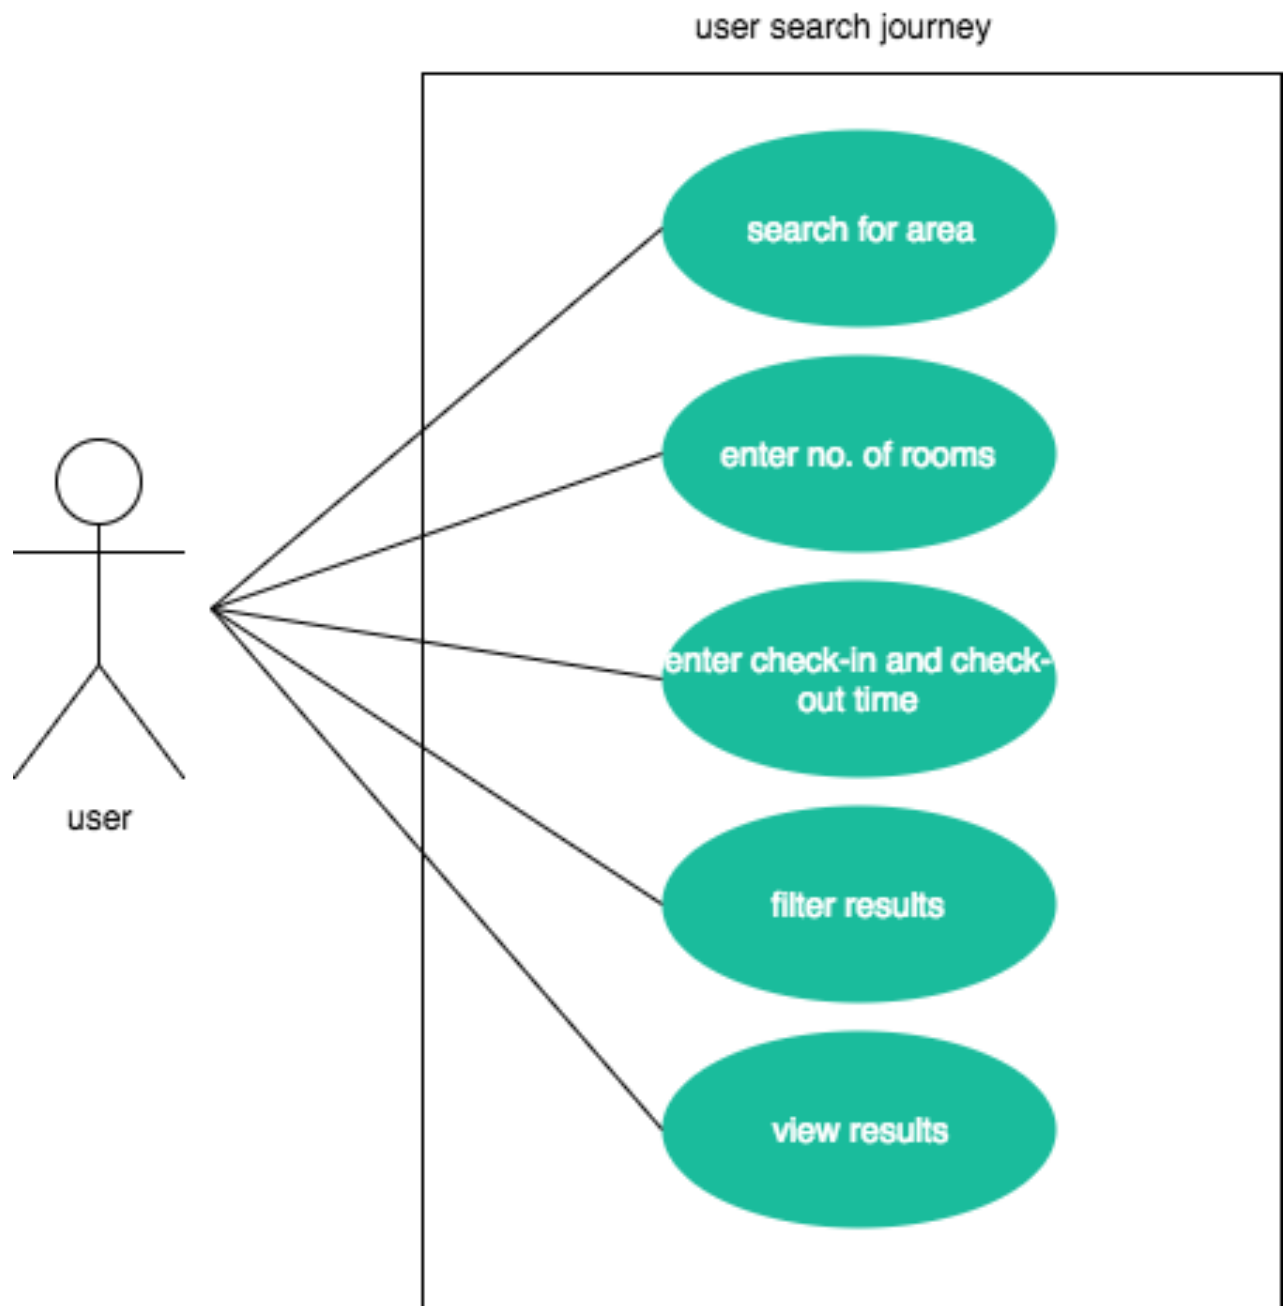 user search journey
search for area
enter no. of rooms
enter check-in and check-
out time
user
filter results
view results